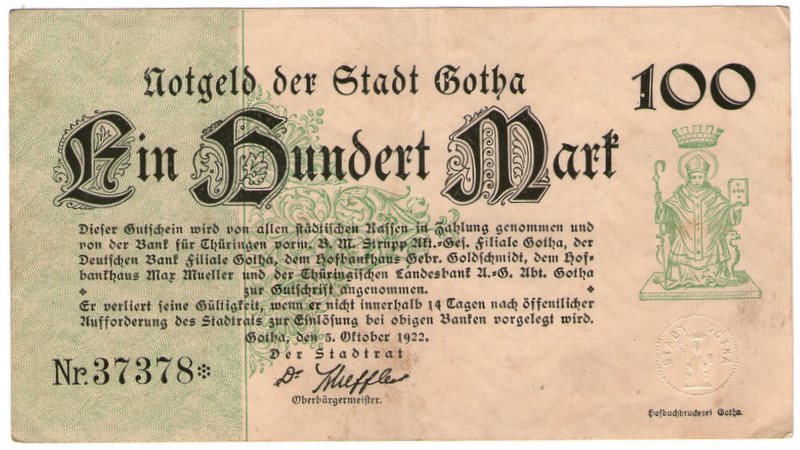 Notgeld der Stadt Gotha
100
Ein Hundert Mark
Dieser Gutschein wird von allen städtischen Kassen in Zahlung genommen und
von der Bank für Thüringen vorm. B. M. Strupp Akt.-Ges. Filiale Gotha, der
Deutschen Bank Filiale Gotha, dem Hofbankhaus Gebr. Goldschmidt, dem Hof-
bankhaus Max Mueller und der Thüringischen Landesbank A.-G. Abt. Gotha
zur Gutschrift angenommen.
Er verliert seine Gültigkeit, wenn er nicht innerhalb 14 Tagen nach öffentlicher
Aufforderung des Stadtrats zur Einlösung bei obigen Banken vorgelegt wird.
Gotha, den 5. Oktober 1922.
Der Stadtrat
Nr. 37378*
Dr Scheffler
Oberbürgermeister.
STADT GOTHA
Hofbuchdruckerei Gotha.